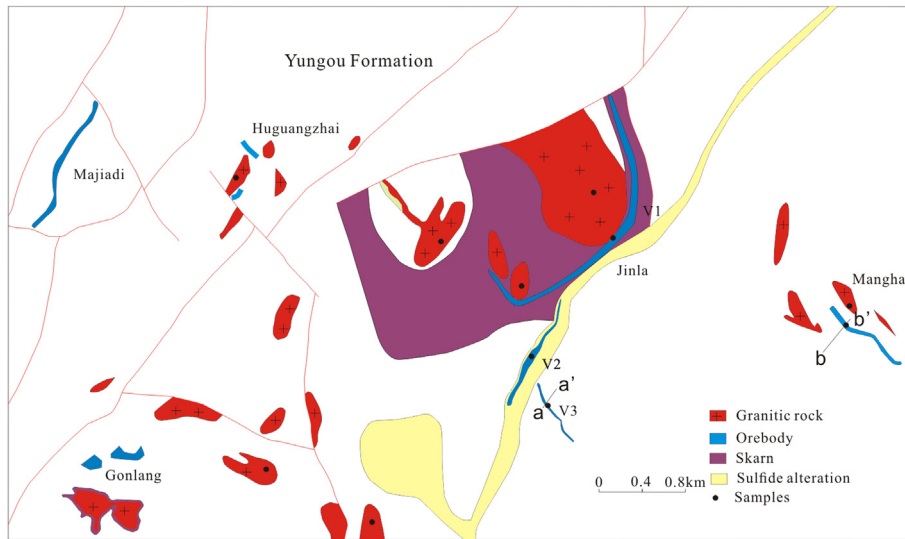 Yungou Formation
Huguangzhai
Majiadi
V1
Jinla
Mangha
b'
b
V2
a'
a
V3
Gonlang
Granitic rock
Orebody
Skarn
Sulfide alteration
Samples
0 0.4 0.8km